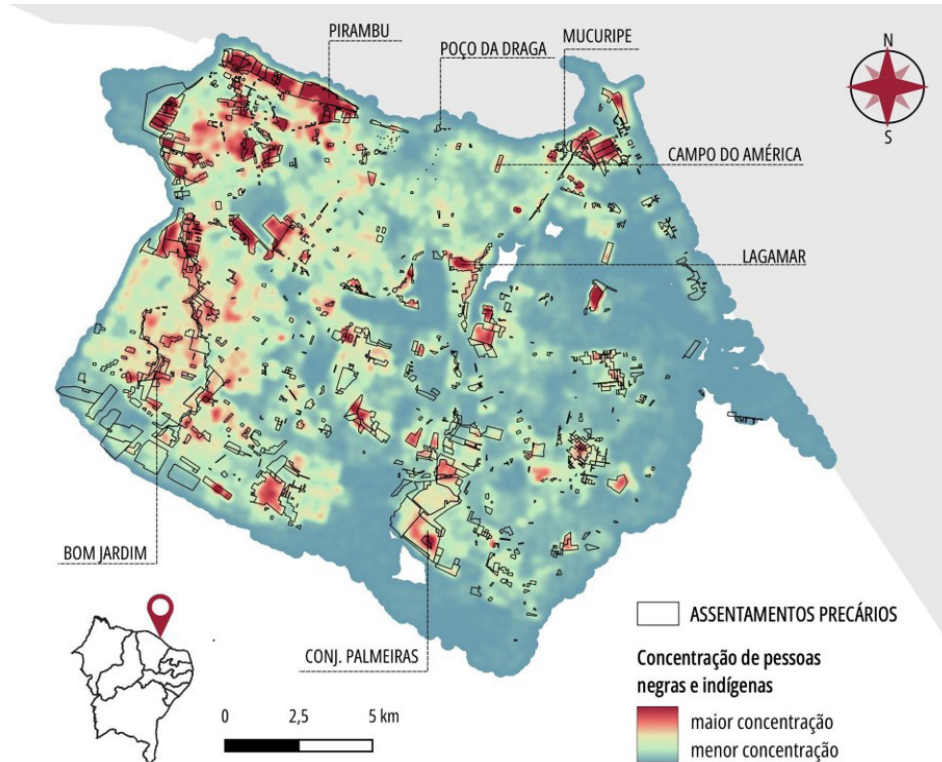 PIRAMBU
POÇO DA DRAGA
MUCURIPE
N
S
CAMPO DO AMÉRICA
LAGAMAR
BOM JARDIM
CONJ. PALMEIRAS
0 2,5 5 km
ASSENTAMENTOS PRECÁRIOS
Concentração de pessoas
negras e indígenas
maior concentração
menor concentração